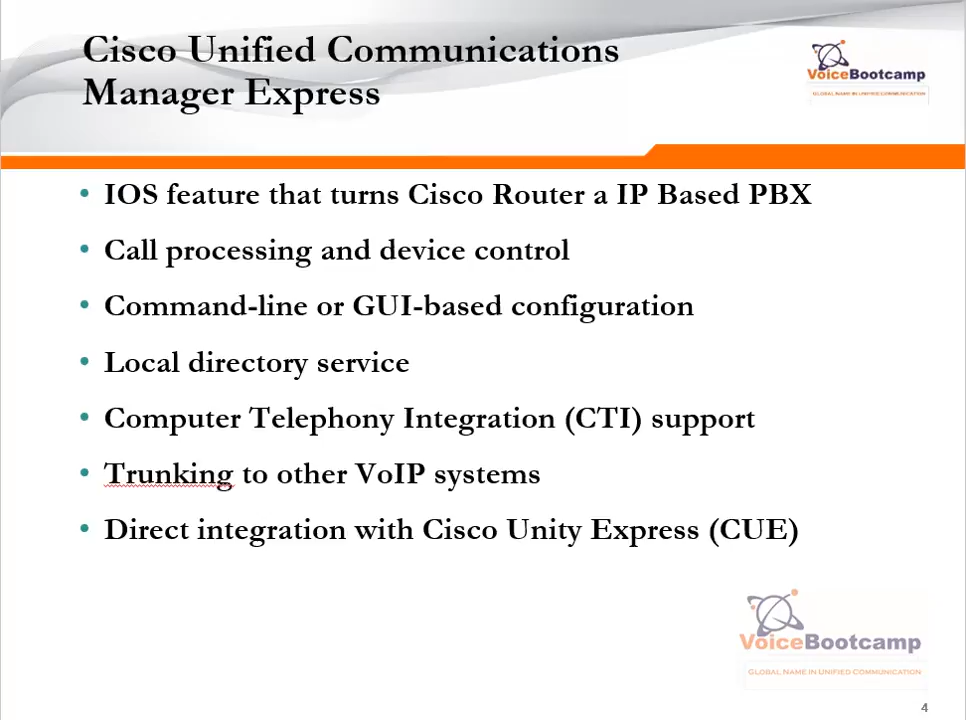 Cisco Unified Communications
Manager Express
VoiceBootcamp
GLOBAL NAME IN UNIFIED COMMUNICATION
• IOS feature that turns Cisco Router a IP Based PBX
• Call processing and device control
• Command-line or GUI-based configuration
• Local directory service
• Computer Telephony Integration (CTI) support
• Trunking to other VoIP systems
• Direct integration with Cisco Unity Express (CUE)
VoiceBootcamp
GLOBAL NAME IN UNIFIED COMMUNICATION
4